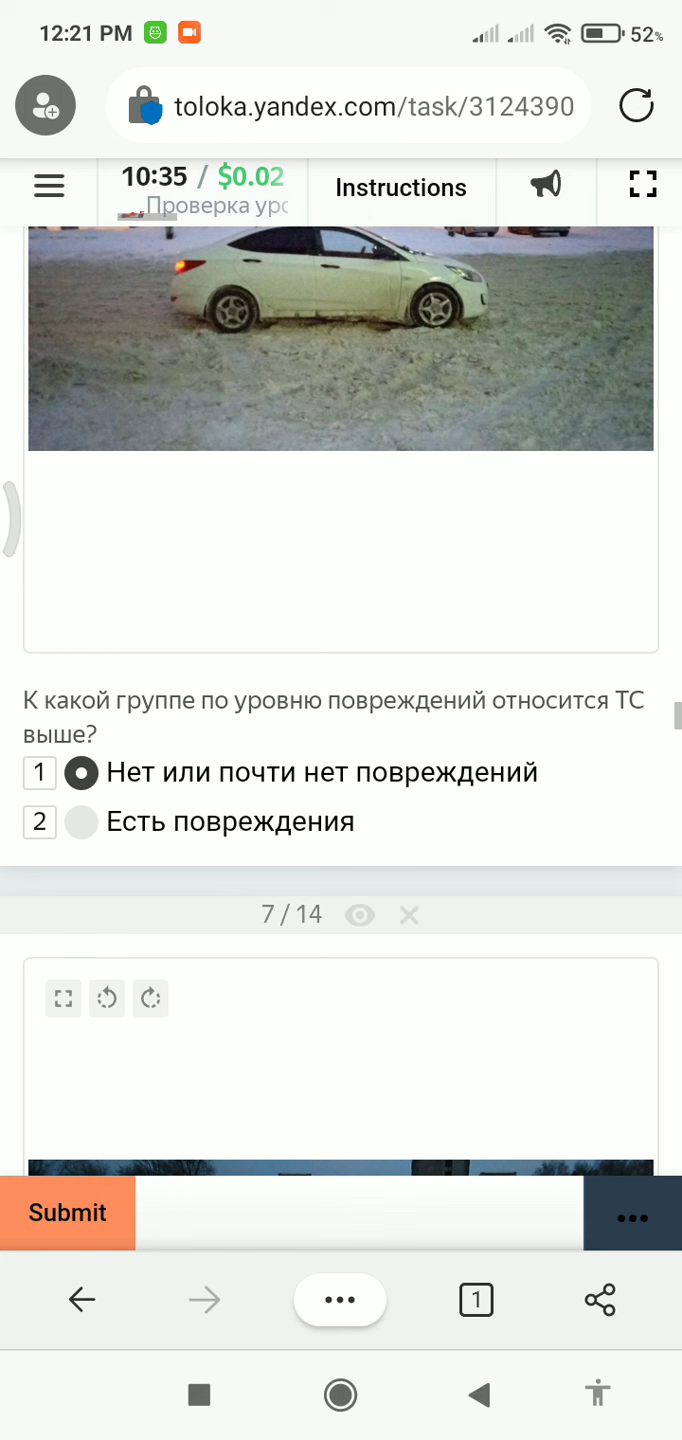 12:21 PM 52%
toloka.yandex.com/task/3124390
10:35 / $0.02 Instructions
Проверка
К какой группе по уровню повреждений относится ТС
выше?
1 Нет или почти нет повреждений
2 Есть повреждения
7 / 14
Submit
1